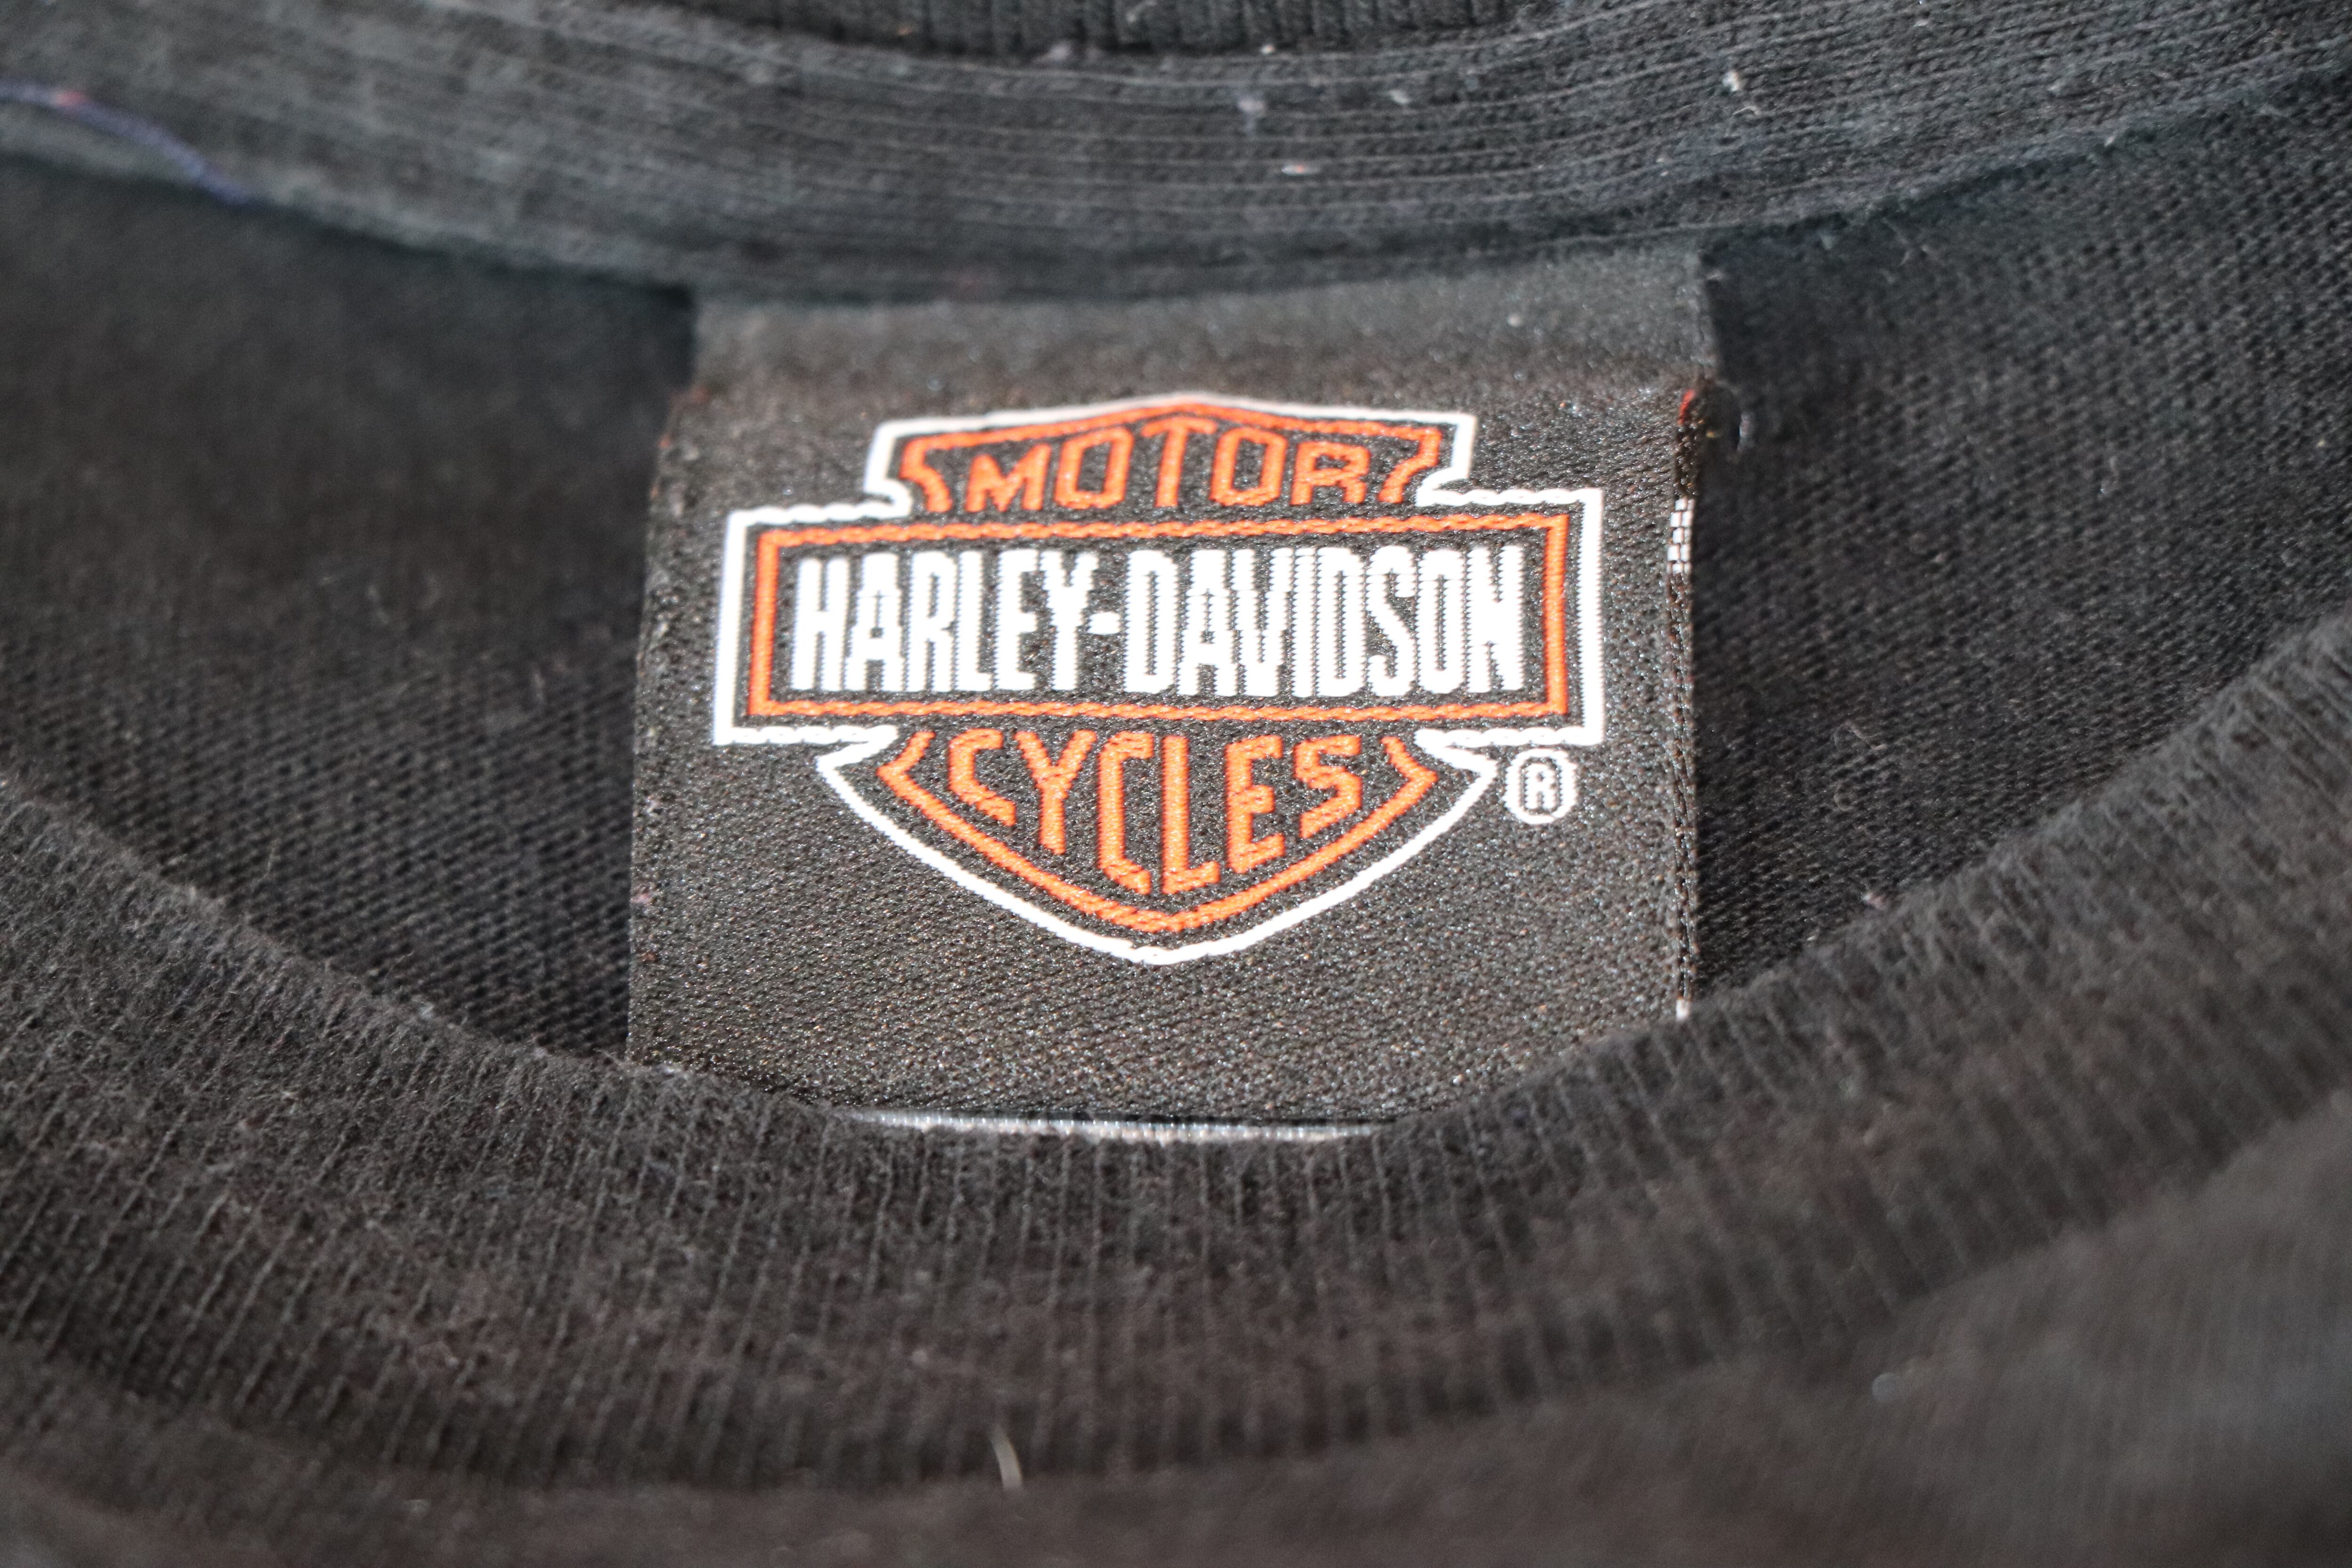 MOTOR
HARLEY-DAVIDSON
CYCLES
®